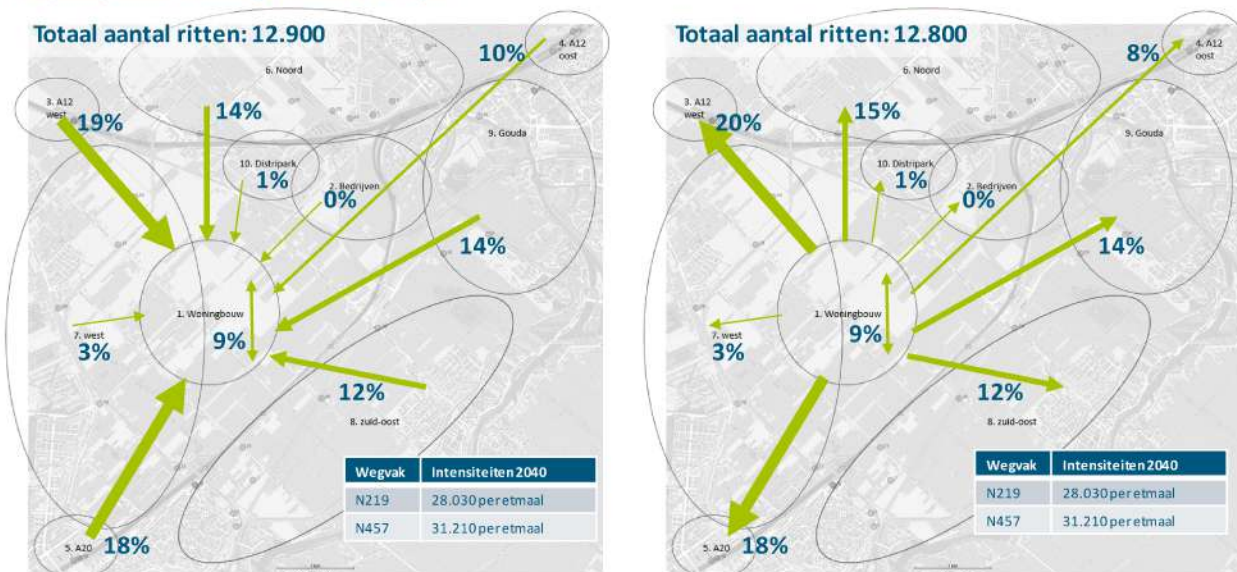 Totaal aantal ritten: 12.900
10%
4. A12
oost
6. Noord
3. A12
west
19%
14%
9. Gouda
10. Distripark
1%
2. Bedrijven
0%
14%
1. Woningbouw
9%
7. west
3%
12%
8. zuid-oost
Wegvak Intensiteiten 2040
N219 28.030 per etmaal
N457 31.210 per etmaal
5. A20
18%
Totaal aantal ritten: 12.800
8%
4. A12
oost
6. Noord
3. A12
west
20%
15%
9. Gouda
10. Distripark
1%
2. Bedrijven
0%
14%
1. Woningbouw
9%
7. west
3%
12%
8. zuid-oost
Wegvak Intensiteiten 2040
N219 28.030 per etmaal
N457 31.210 per etmaal
5. A20
18%